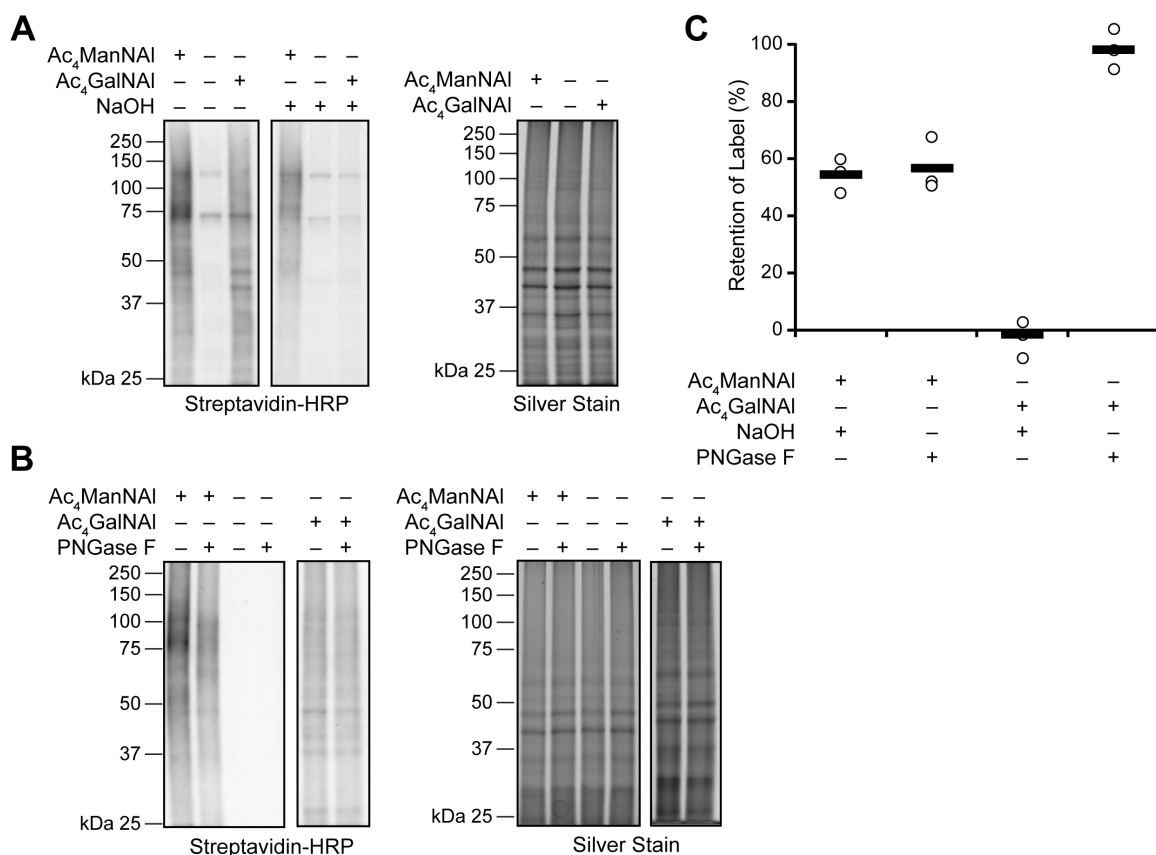 A
Ac4ManNAl + – – + – –
Ac4GalNAl – – + – – +
NaOH – – – + + +
250
150
100
75
50
37
kDa 25
Streptavidin-HRP
Ac4ManNAl + – –
Ac4GalNAl – – +
250
150
100
75
50
37
kDa 25
Silver Stain
B
Ac4ManNAl + + – – – –
Ac4GalNAl – – – – + +
PNGase F – + – + – +
250
150
100
75
50
37
kDa 25
Streptavidin-HRP
Ac4ManNAl + + – – – –
Ac4GalNAl – – – – + +
PNGase F – + – + – +
250
150
100
75
50
37
kDa 25
Silver Stain
C
Retention of Label (%)
100
80
60
40
20
0
Ac4ManNAl + + – –
Ac4GalNAl – – + +
NaOH + – + –
PNGase F – + – +